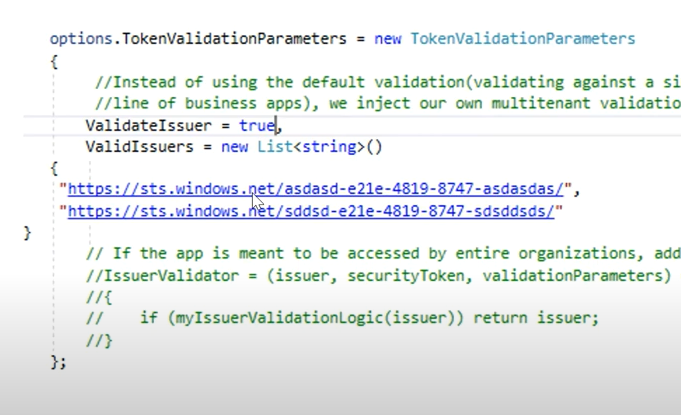 options.TokenValidationParameters = new TokenValidationParameters
{
//Instead of using the default validation(validating against a si
//line of business apps), we inject our own multitenant validatio
ValidateIssuer = true,
ValidIssuers = new List<string>()
{
"https://sts.windows.net/asdasd-e21e-4819-8747-asdasdas/",
"https://sts.windows.net/sddsd-e21e-4819-8747-sdsddsds/"
}
// If the app is meant to be accessed by entire organizations, add
//IssuerValidator = (issuer, securityToken, validationParameters)
//{
//    if (myIssuerValidationLogic(issuer)) return issuer;
//}
};